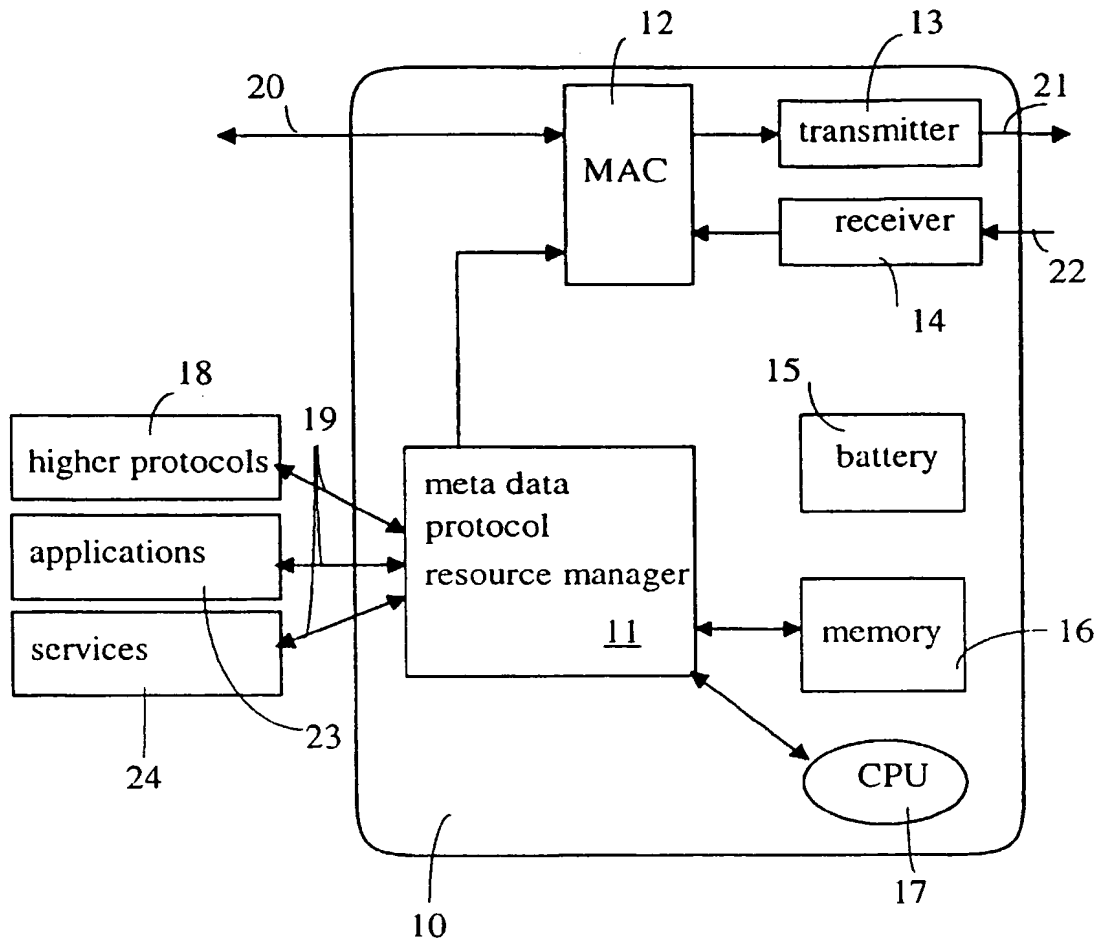 12
13
20
21
transmitter
MAC
receiver
22
14
18
15
19
higher protocols
battery
meta data
protocol
applications
resource manager
11
memory
16
services
23
24
CPU
17
10